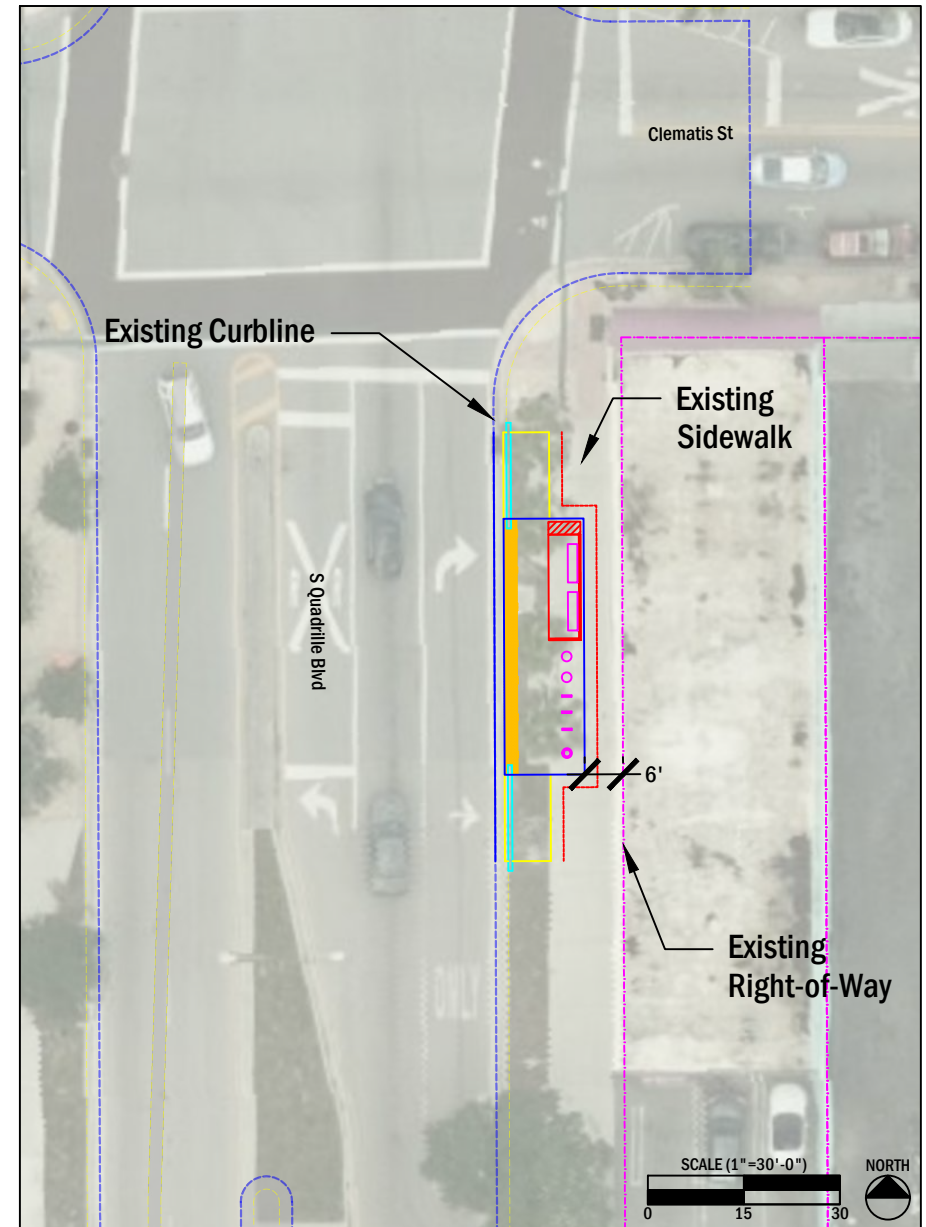 Clematis St
Existing Curbline
Existing
Sidewalk
S Quadrille Blvd
6'
Existing
Right-of-Way
SCALE (1"=30'-0")
NORTH
0 15 30